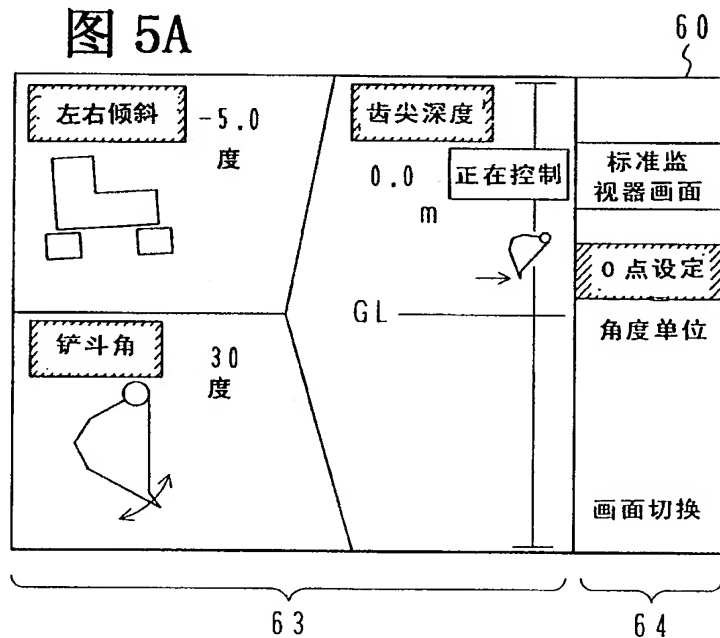 图 5A
60
左右倾斜
-5.0
度
齿尖深度
0.0
m
正在控制
GL
铲斗角
30
度
标准监
视器画面
0 点设定
角度单位
画面切换
63
64